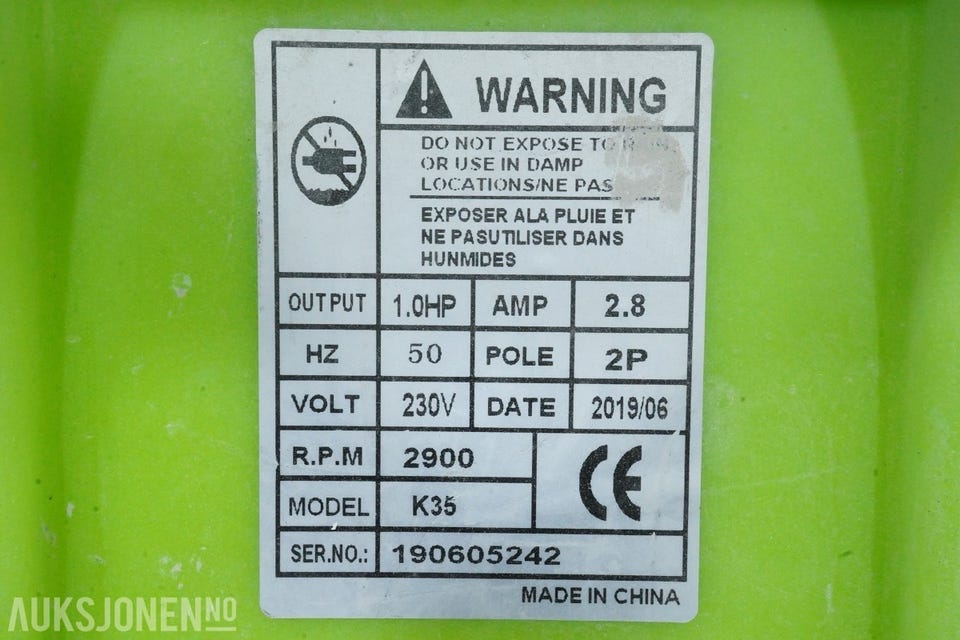 WARNING
DO NOT EXPOSE TO RAIN
OR USE IN DAMP
LOCATIONS/NE PAS
EXPOSER ALA PLUIE ET
NE PASUTILISER DANS
HUNMIDES
OUTPUT 1.0HP AMP 2.8
HZ 50 POLE 2P
VOLT 230V DATE 2019/06
R.P.M 2900
CE
MODEL K35
SER.NO.: 190605242
MADE IN CHINA
AUKSJONEN.NO